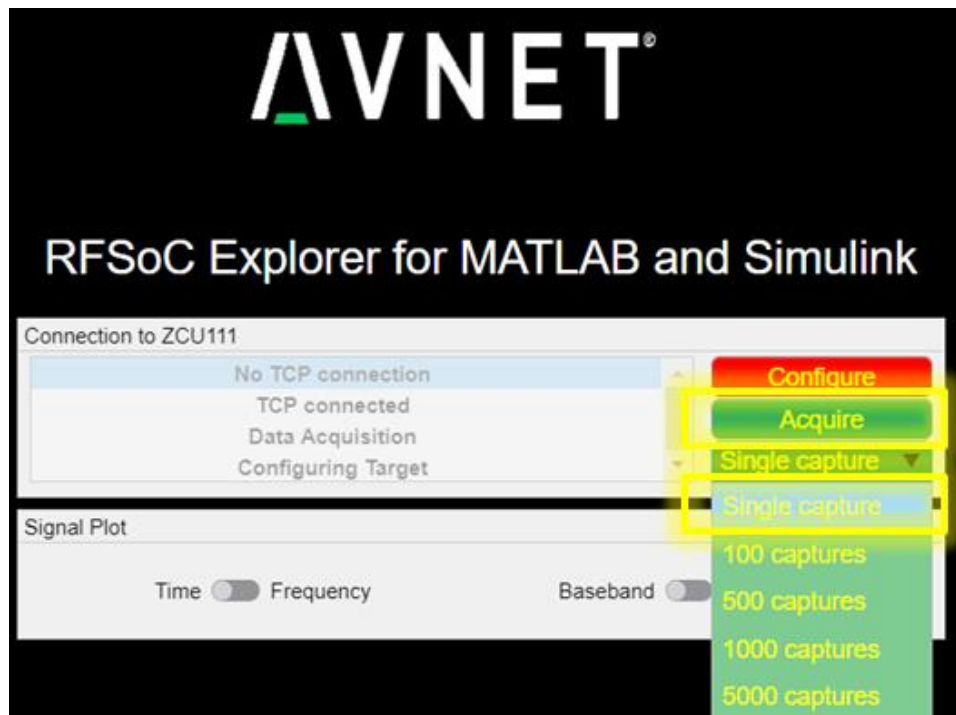 AVNET®
RFSoC Explorer for MATLAB and Simulink
Connection to ZCU111
No TCP connection
TCP connected
Data Acquisition
Configuring Target
Configure
Acquire
Single capture
Single capture
100 captures
500 captures
1000 captures
5000 captures
Signal Plot
Time Frequency
Baseband